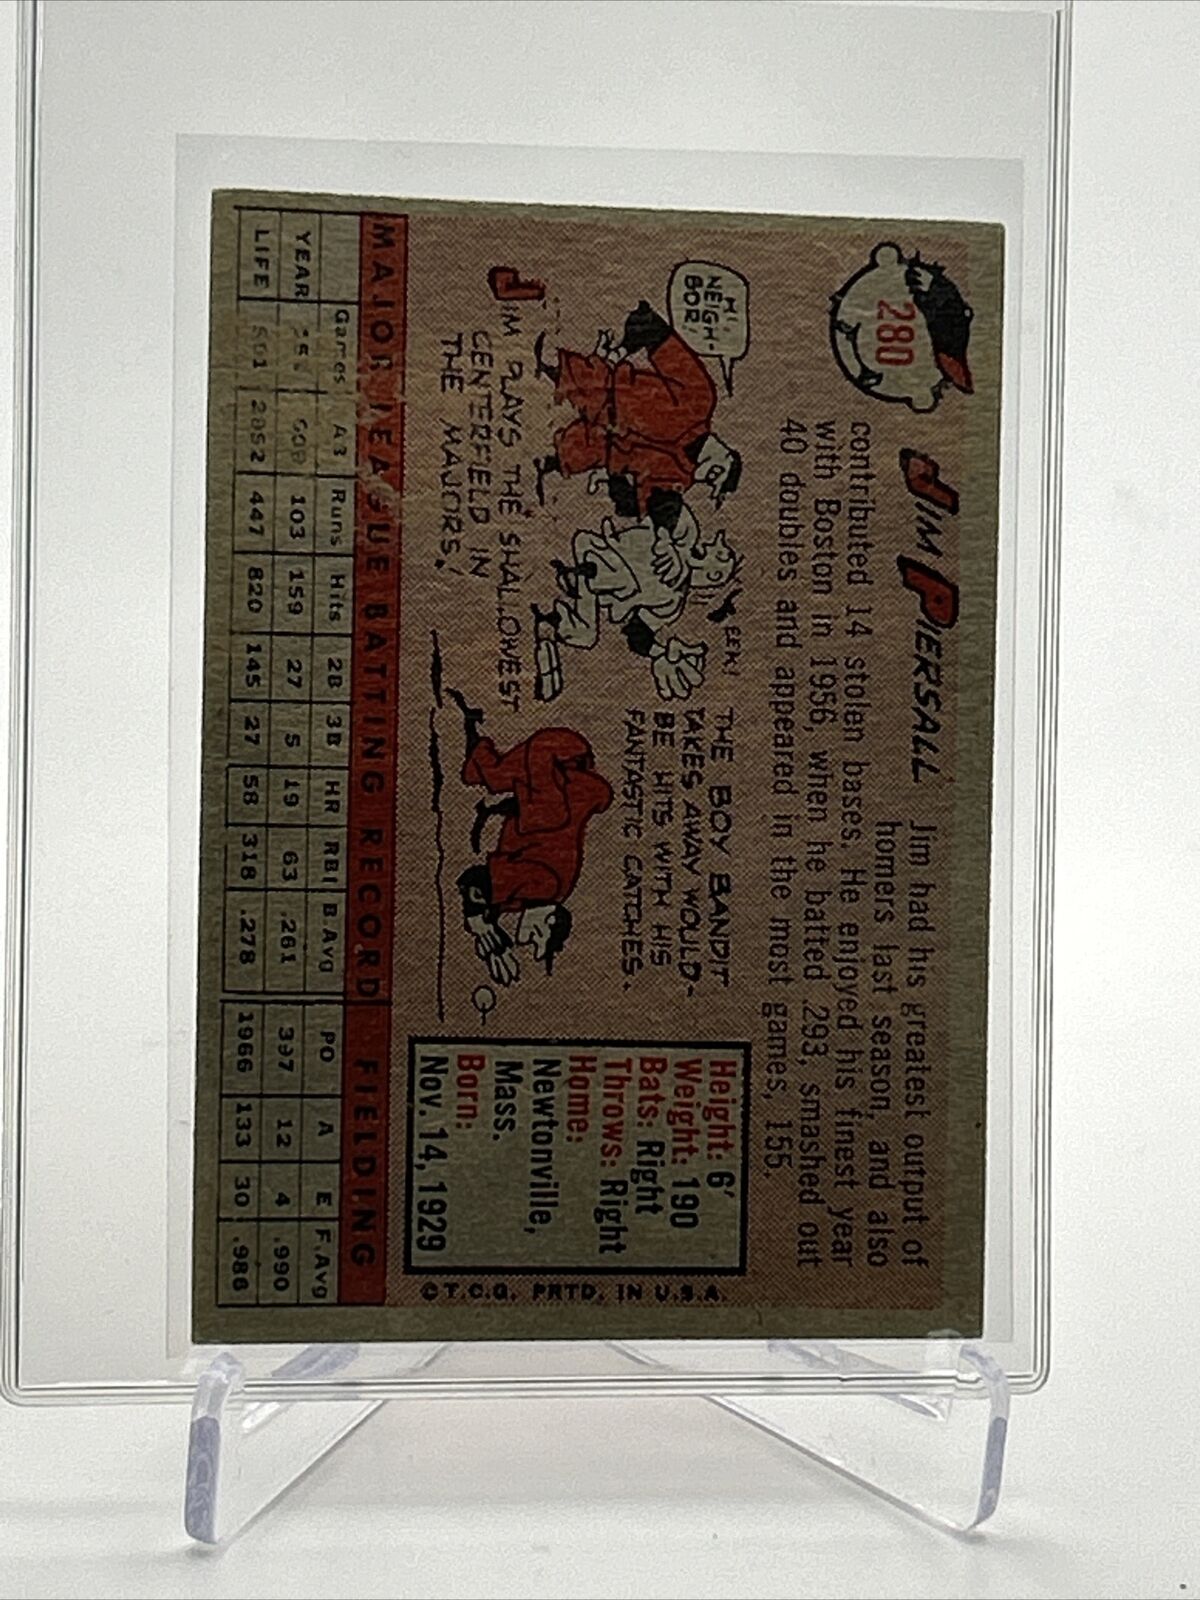 280
JIM PIERSALL
Jim had his greatest output of
homers last season, and also
contributed 14 stolen bases. He enjoyed his finest year
with Boston in 1956, when he batted .293, smashed out
40 doubles and appeared in the most games, 155.
HI, NEIGH-
BOR!
EEK!
THE BOY BANDIT
TAKES AWAY WOULD-
BE HITS WITH HIS
FANTASTIC CATCHES.
JIM PLAYS THE "SHALLOWEST"
CENTERFIELD IN
THE MAJORS!
Height: 6'
Weight: 190
Bats: Right
Throws: Right
Home:
Newtonville,
Mass.
Born:
Nov. 14, 1929
© T.C.G. PRTD. IN U.S.A.
MAJOR LEAGUE BATTING RECORD FIELDING
Games AB Runs Hits 2B 3B HR RBI B Avg PO A E F.Avg
YEAR 103 159 27 5 19 63 .261 397 12 4 .990
LIFE 2852 447 820 145 27 58 318 .278 1966 133 30 .986